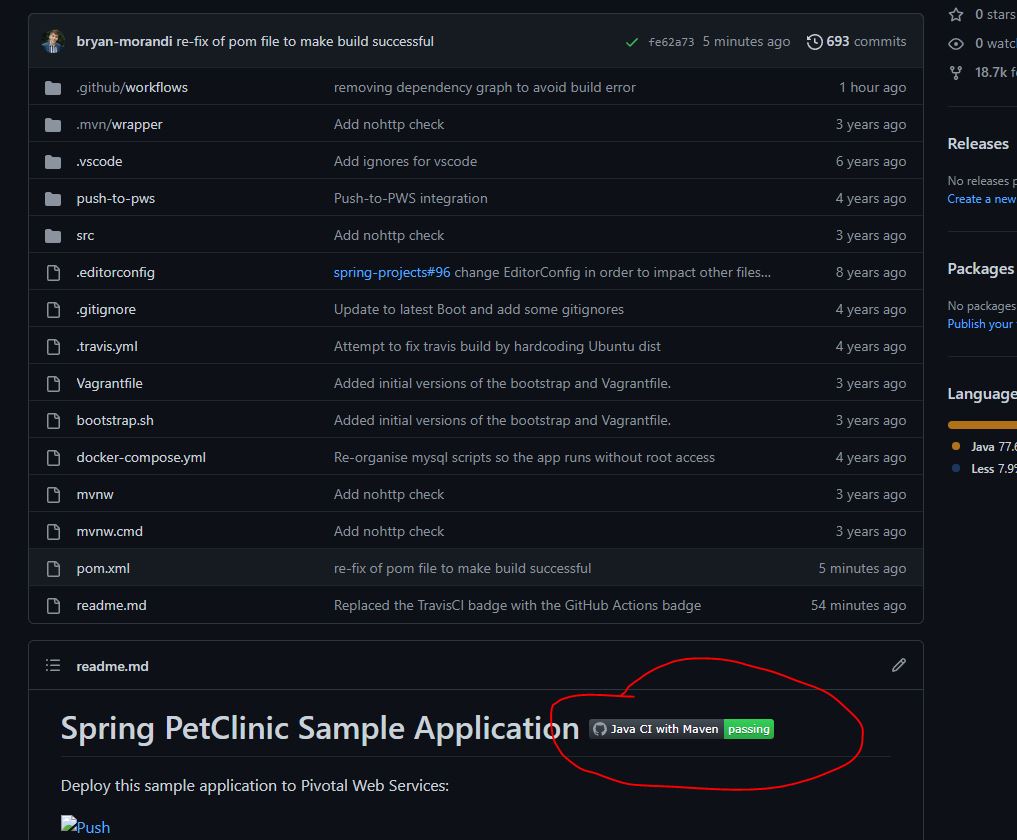 bryan-morandi re-fix of pom file to make build successful fe62a73 5 minutes ago 693 commits
.github/workflows removing dependency graph to avoid build error 1 hour ago
.mvn/wrapper Add nohttp check 3 years ago
.vscode Add ignores for vscode 6 years ago
push-to-pws Push-to-PWS integration 4 years ago
src Add nohttp check 3 years ago
.editorconfig spring-projects#96 change EditorConfig in order to impact other files... 8 years ago
.gitignore Update to latest Boot and add some gitignores 4 years ago
.travis.yml Attempt to fix travis build by hardcoding Ubuntu dist 4 years ago
Vagrantfile Added initial versions of the bootstrap and Vagrantfile. 3 years ago
bootstrap.sh Added initial versions of the bootstrap and Vagrantfile. 3 years ago
docker-compose.yml Re-organise mysql scripts so the app runs without root access 4 years ago
mvnw Add nohttp check 3 years ago
mvnw.cmd Add nohttp check 3 years ago
pom.xml re-fix of pom file to make build successful 5 minutes ago
readme.md Replaced the TravisCI badge with the GitHub Actions badge 54 minutes ago
readme.md
Spring PetClinic Sample Application Java CI with Maven passing
Deploy this sample application to Pivotal Web Services:
Push
0 stars
0 watc
18.7k f
Releases
No releases p
Create a new
Packages
No packages
Publish your
Language
Java 77.6
Less 7.9%